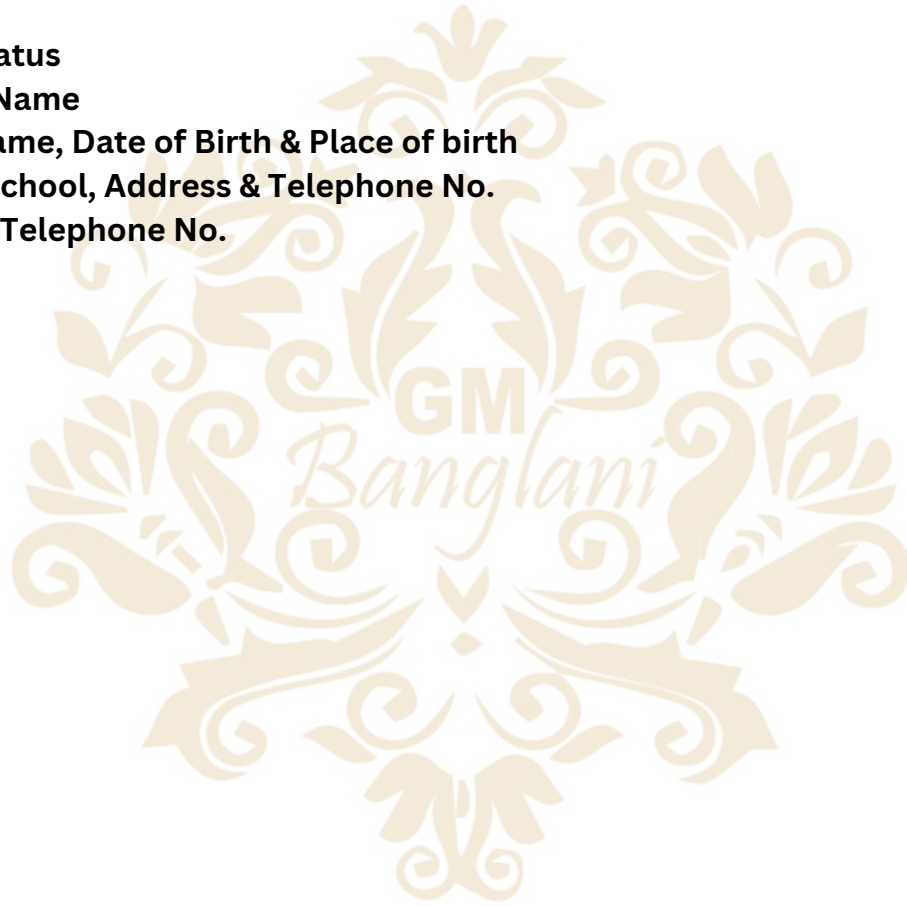 atus
Name
ame, Date of Birth & Place of birth
chool, Address & Telephone No.
Telephone No.
GM
Banglani